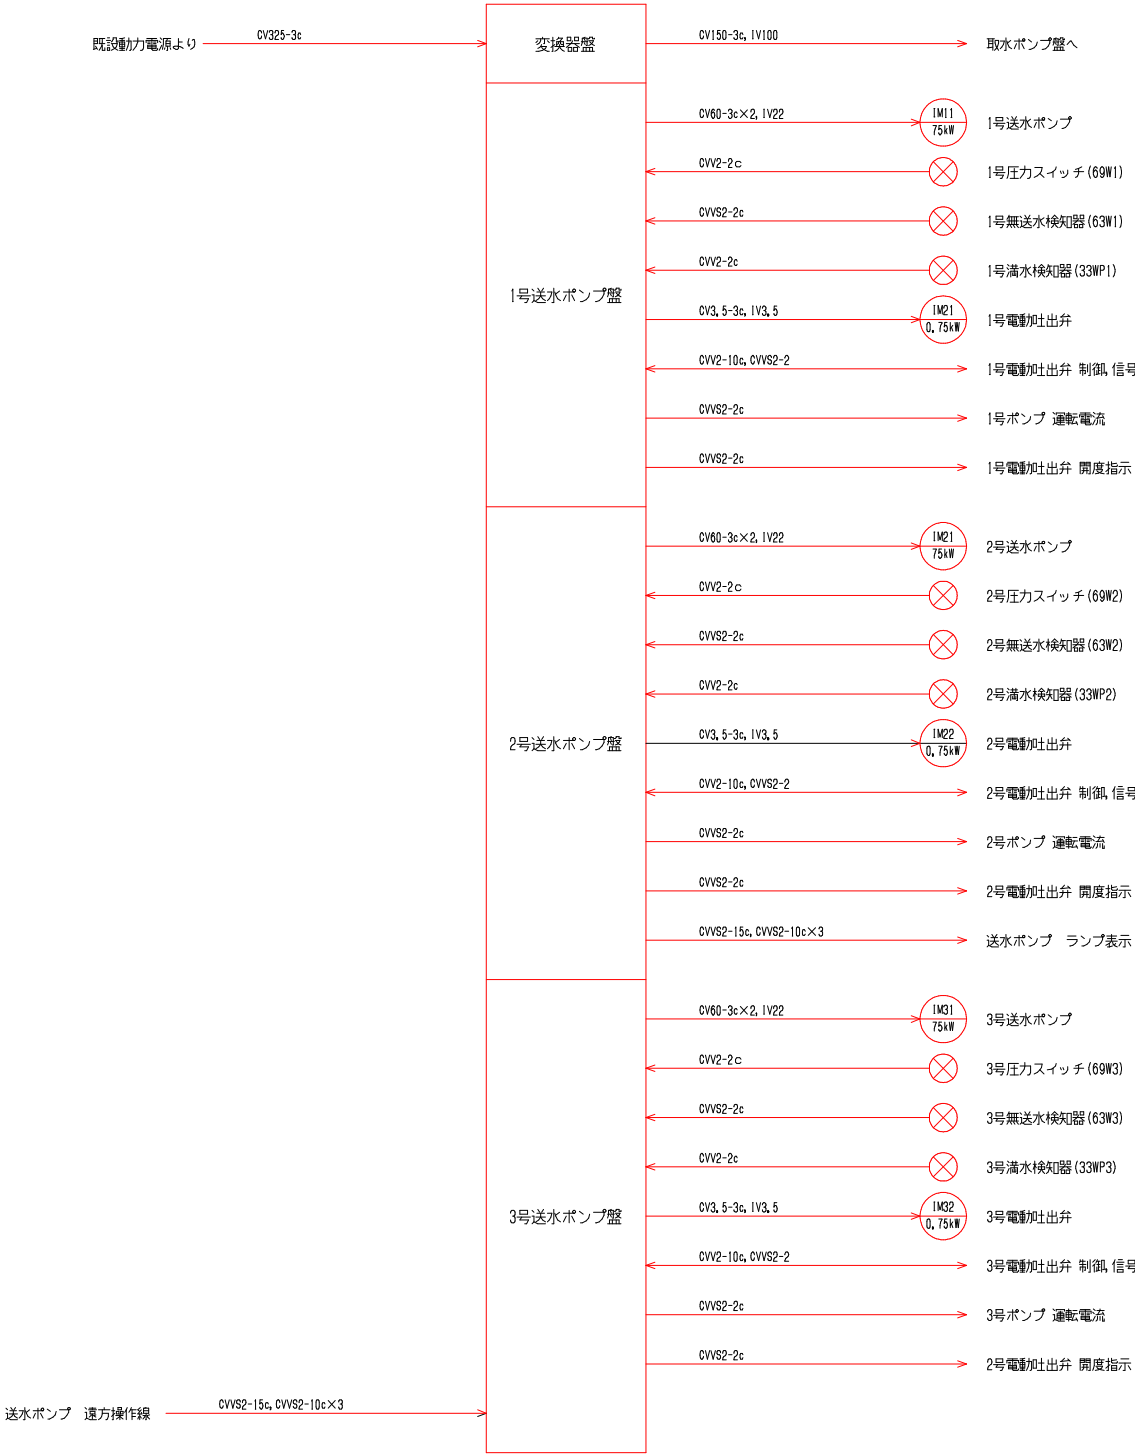 既設動力電源より CV325-3c 変換器盤 CV150-3c, IV100 取水ポンプ盤へ
CV60-3c×2, IV22 IM11 75kW 1号送水ポンプ
CVV2-2c 1号圧力スイッチ(69W1)
CVVS2-2c 1号無送水検知器(63W1)
CVV2-2c 1号満水検知器(33WP1)
1号送水ポンプ盤
CV3.5-3c, IV3.5 IM21 0.75kW 1号電動吐出弁
CVV2-10c, CVVS2-2 1号電動吐出弁 制御,信号
CVVS2-2c 1号ポンプ 運転電流
CVVS2-2c 1号電動吐出弁 開度指示
CV60-3c×2, IV22 IM21 75kW 2号送水ポンプ
CVV2-2c 2号圧力スイッチ(69W2)
CVVS2-2c 2号無送水検知器(63W2)
CVV2-2c 2号満水検知器(33WP2)
2号送水ポンプ盤 CV3.5-3c, IV3.5 IM22 0.75kW 2号電動吐出弁
CVV2-10c, CVVS2-2 2号電動吐出弁 制御,信号
CVVS2-2c 2号ポンプ 運転電流
CVVS2-2c 2号電動吐出弁 開度指示
CVVS2-15c, CVVS2-10c×3 送水ポンプ ランプ表示
CV60-3c×2, IV22 IM31 75kW 3号送水ポンプ
CVV2-2c 3号圧力スイッチ(69W3)
CVVS2-2c 3号無送水検知器(63W3)
CVV2-2c 3号満水検知器(33WP3)
3号送水ポンプ盤 CV3.5-3c, IV3.5 IM32 0.75kW 3号電動吐出弁
CVV2-10c, CVVS2-2 3号電動吐出弁 制御,信号
CVVS2-2c 3号ポンプ 運転電流
CVVS2-2c 2号電動吐出弁 開度指示
送水ポンプ 遠方操作線 CVVS2-15c, CVVS2-10c×3